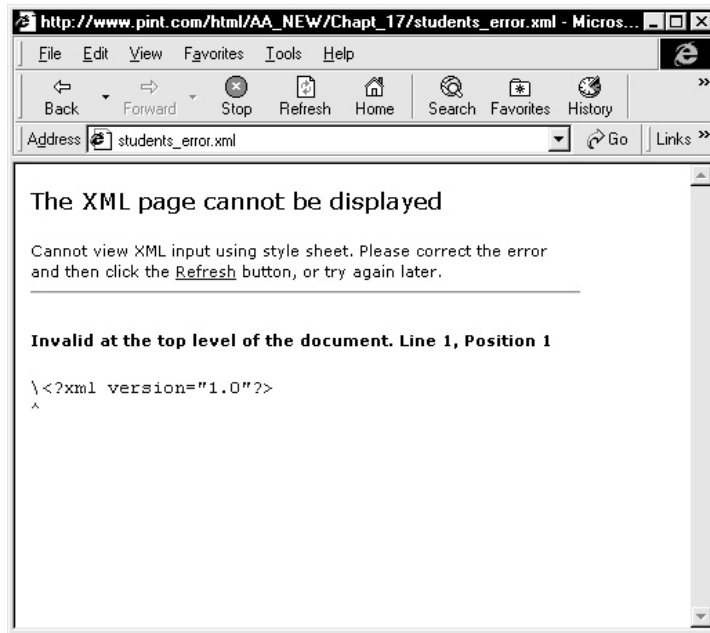 http://www.pint.com/html/AA_NEW/Chapt_17/students_error.xml - Micros...
File Edit View Favorites Tools Help
Back Forward Stop Refresh Home Search Favorites History »
Address students_error.xml Go Links »
The XML page cannot be displayed
Cannot view XML input using style sheet. Please correct the error
and then click the Refresh button, or try again later.
Invalid at the top level of the document. Line 1, Position 1
\<?xml version="1.0"?>
^